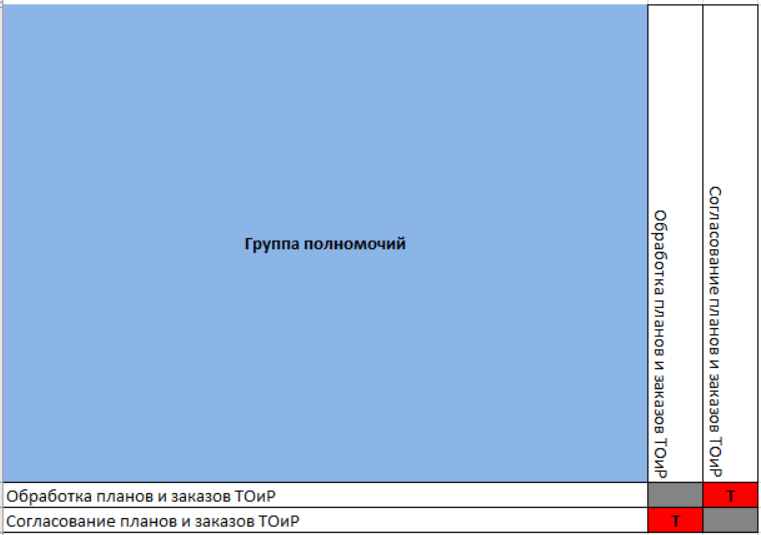 Группа полномочий
Обработка планов и заказов ТОиР
Согласование планов и заказов ТОиР
Обработка планов и заказов ТОиР
Т
Согласование планов и заказов ТОиР
Т